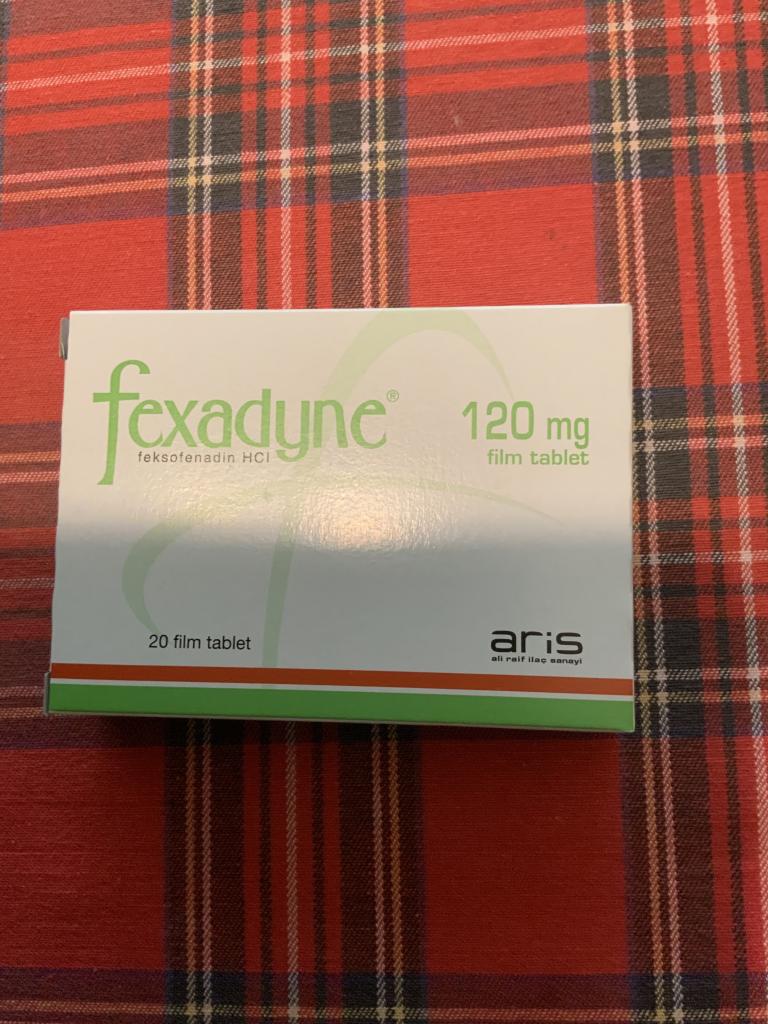 fexadyne®
feksofenadin HCl
120 mg
film tablet
20 film tablet
aris
ali raif ilaç sanayi